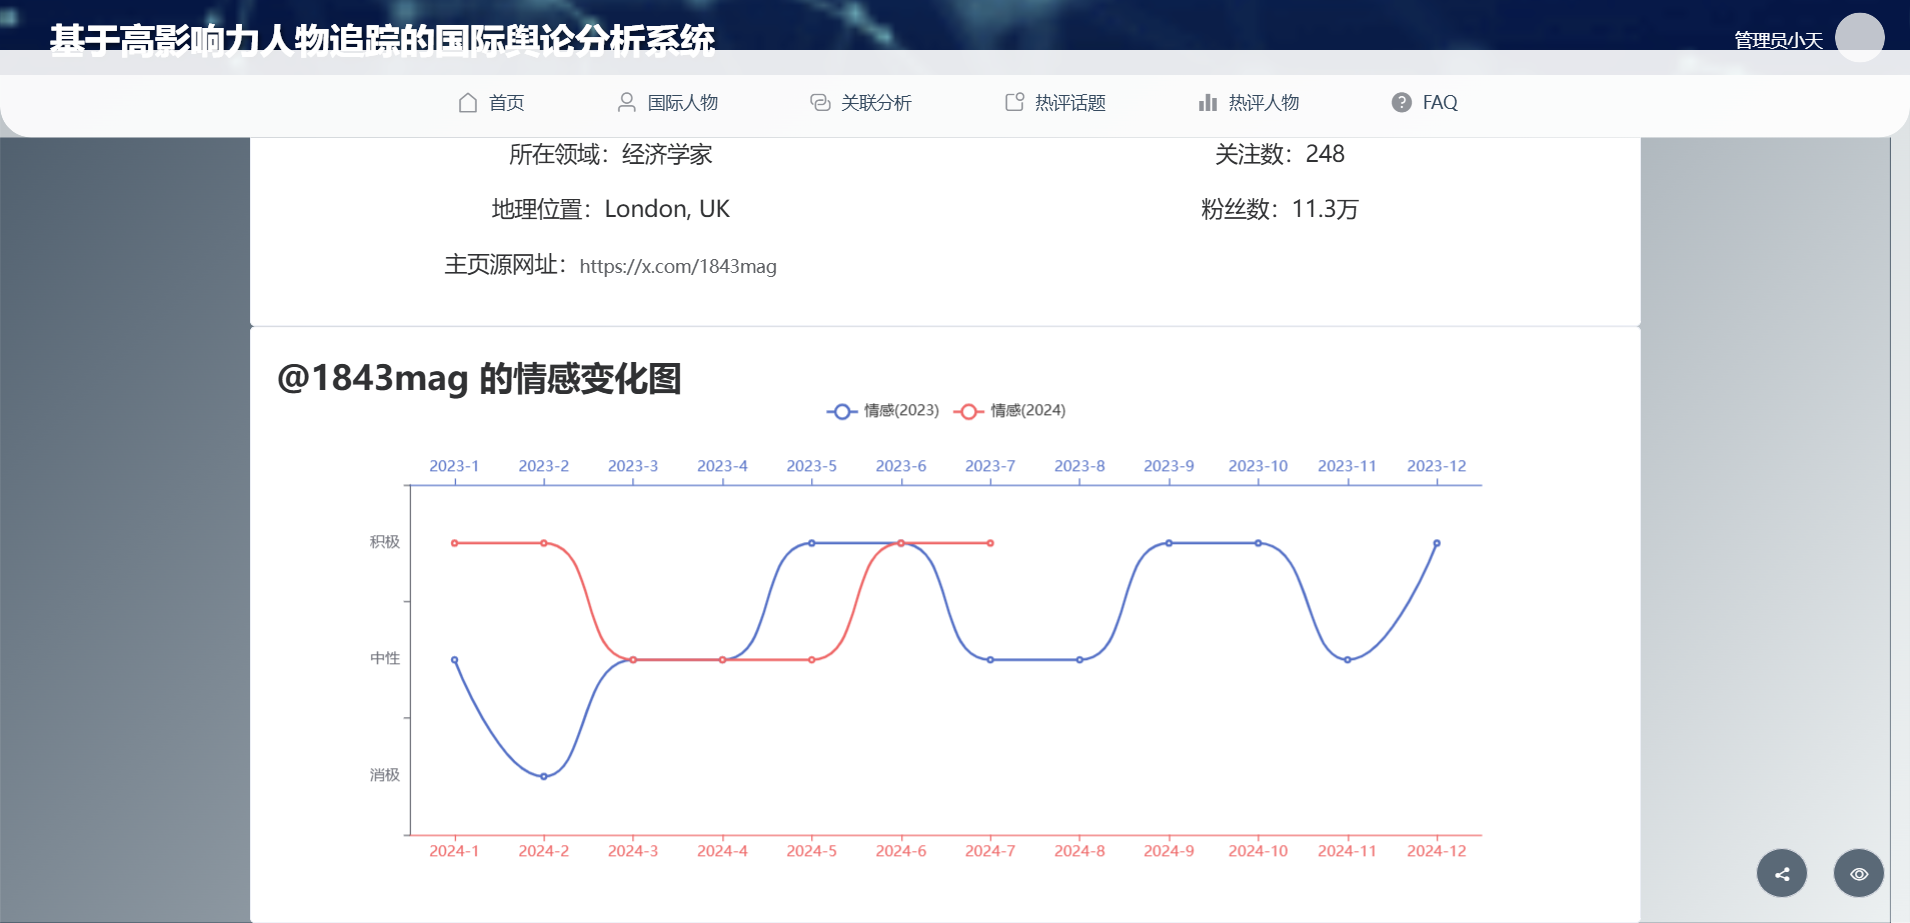 基于高影响力人物追踪的国际舆论分析系统
管理员小天
首页 国际人物 关联分析 热评话题 热评人物 FAQ
所在领域：经济学家 关注数：248
地理位置：London, UK 粉丝数：11.3万
主页源网址：https://x.com/1843mag
@1843mag 的情感变化图
情感(2023) 情感(2024)
2023-1 2023-2 2023-3 2023-4 2023-5 2023-6 2023-7 2023-8 2023-9 2023-10 2023-11 2023-12
积极
中性
消极
2024-1 2024-2 2024-3 2024-4 2024-5 2024-6 2024-7 2024-8 2024-9 2024-10 2024-11 2024-12